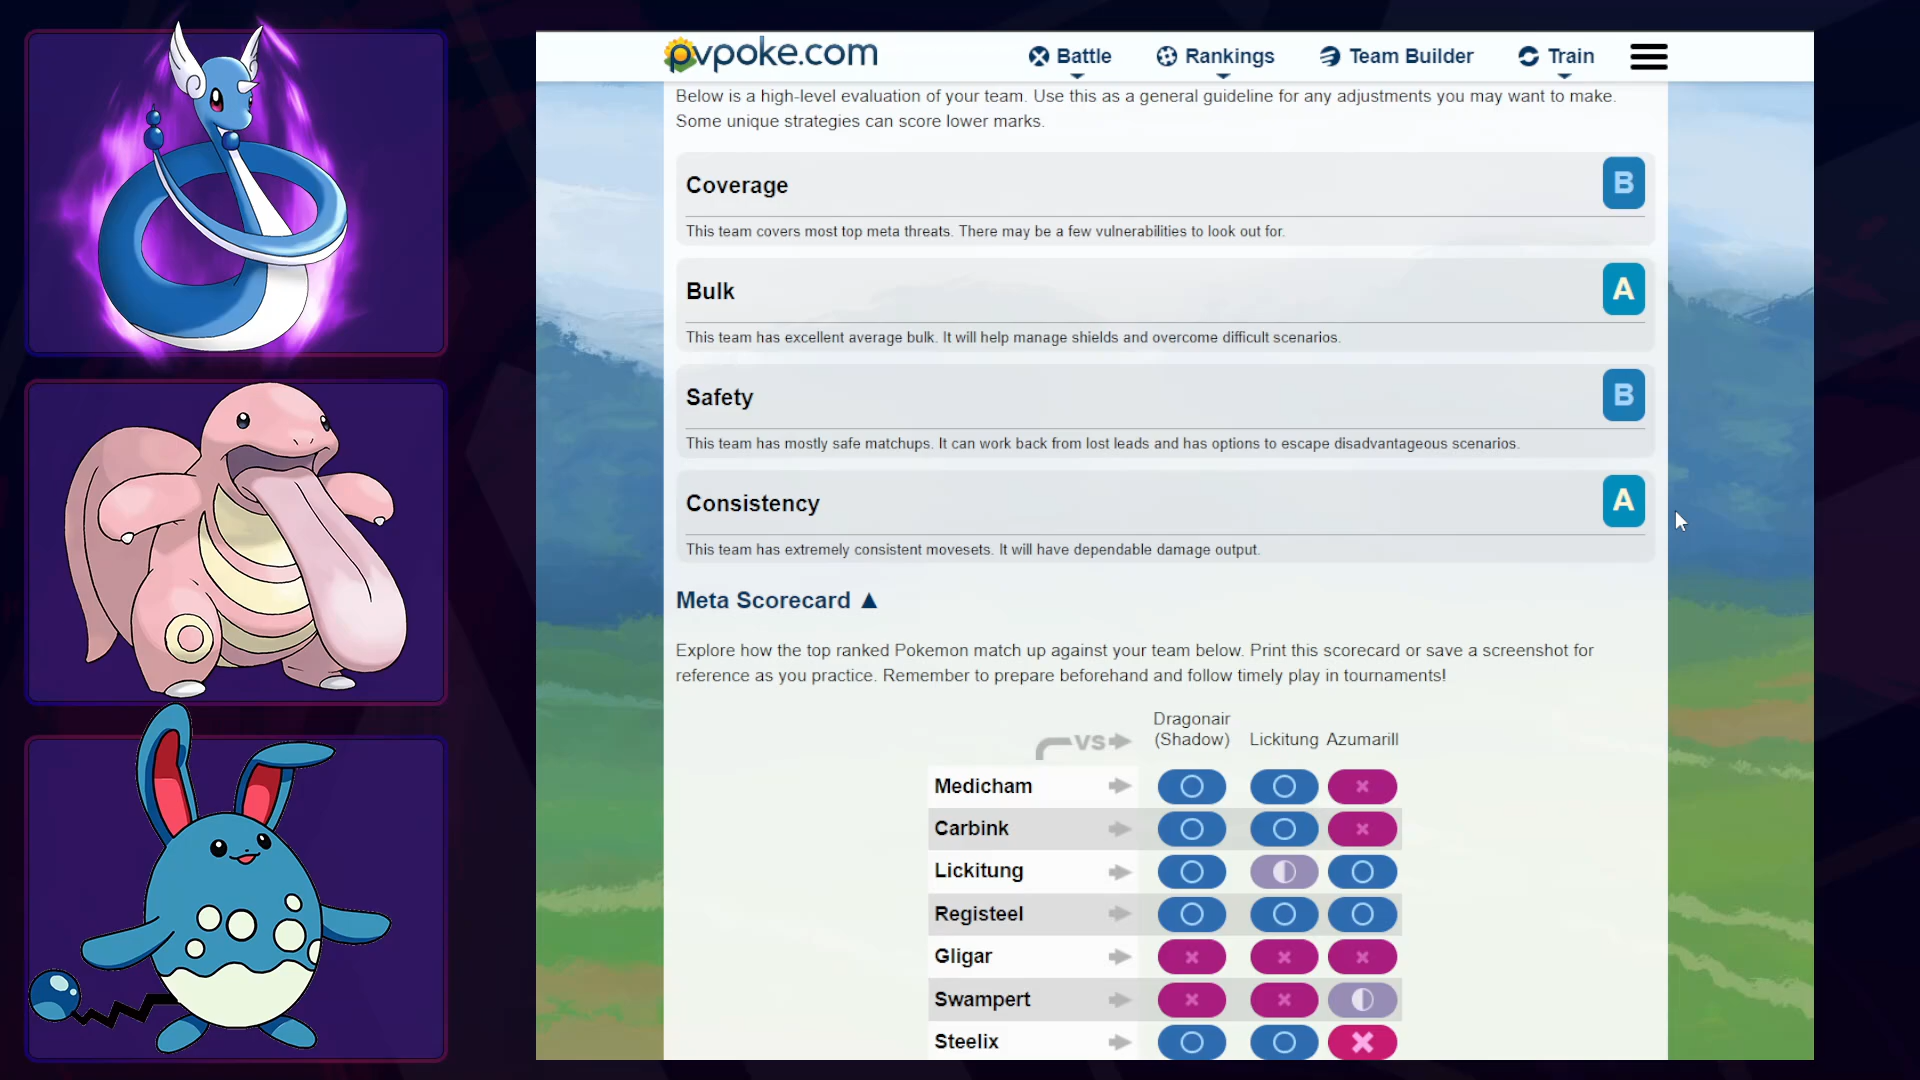 pvpoke.com
Battle
Rankings
Team Builder
Train
Below is a high-level evaluation of your team. Use this as a general guideline for any adjustments you may want to make.
Some unique strategies can score lower marks.
Coverage
B
This team covers most top meta threats. There may be a few vulnerabilities to look out for.
Bulk
A
This team has excellent average bulk. It will help manage shields and overcome difficult scenarios.
Safety
B
This team has mostly safe matchups. It can work back from lost leads and has options to escape disadvantageous scenarios.
Consistency
A
This team has extremely consistent movesets. It will have dependable damage output.
Meta Scorecard ▲
Explore how the top ranked Pokemon match up against your team below. Print this scorecard or save a screenshot for
reference as you practice. Remember to prepare beforehand and follow timely play in tournaments!
VS
Dragonair
(Shadow)
Lickitung
Azumarill
Medicham
Carbink
Lickitung
Registeel
Gligar
Swampert
Steelix